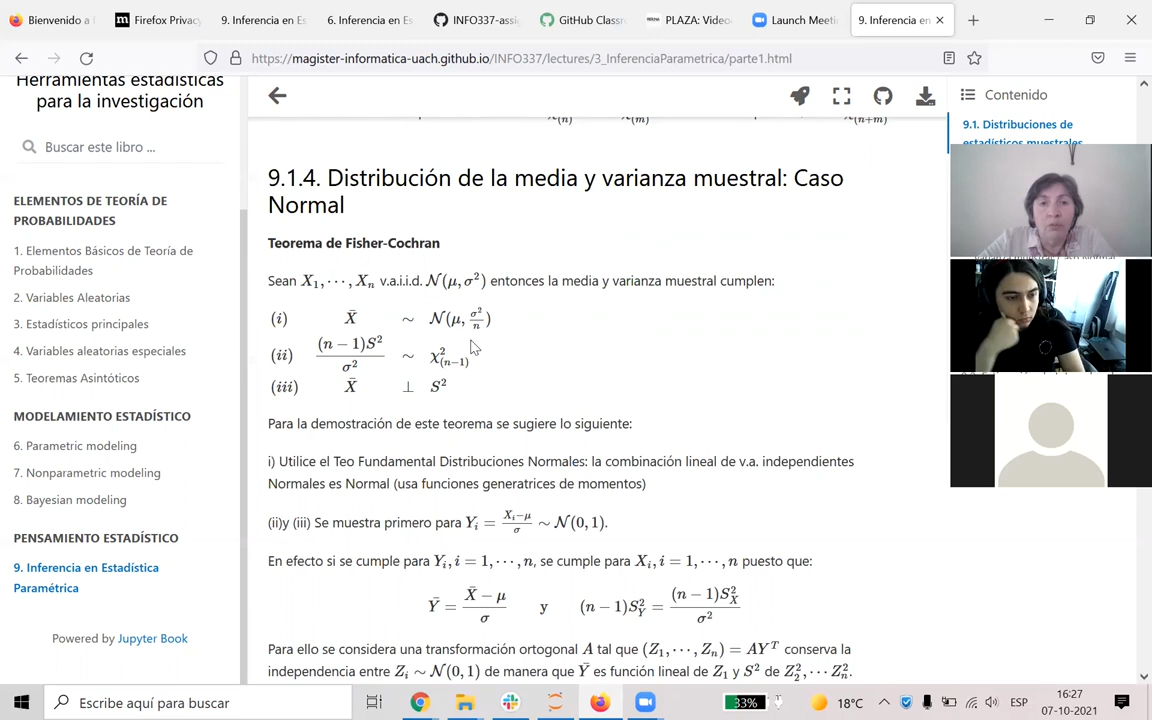 Bienvenido a
Firefox Privac
9. Inferencia en Es
6. Inferencia en Es
INFO337-assig
GitHub Classro
PLAZA: Video
Launch Meeti
9. Inferencia en
https://magister-informatica-uach.github.io/INFO337/lectures/3_InferenciaParametrica/parte1.html
Herramientas estadísticas
para la investigación
Buscar este libro ...
ELEMENTOS DE TEORÍA DE
PROBABILIDADES
1. Elementos Básicos de Teoría de
Probabilidades
2. Variables Aleatorias
3. Estadísticos principales
4. Variables aleatorias especiales
5. Teoremas Asintóticos
MODELAMIENTO ESTADÍSTICO
6. Parametric modeling
7. Nonparametric modeling
8. Bayesian modeling
PENSAMIENTO ESTADÍSTICO
9. Inferencia en Estadística
Paramétrica
Powered by Jupyter Book
9.1.4. Distribución de la media y varianza muestral: Caso
Normal
Teorema de Fisher-Cochran
Sean X₁, ⋯, Xₙ v.a.i.i.d. N(μ, σ²) entonces la media y varianza muestral cumplen:
(i) X̄ ∼ N(μ, σ²/n)
(ii) (n − 1)S²/σ² ∼ χ²₍ₙ₋₁₎
(iii) X̄ ⊥ S²
Para la demostración de este teorema se sugiere lo siguiente:
i) Utilice el Teo Fundamental Distribuciones Normales: la combinación lineal de v.a. independientes
Normales es Normal (usa funciones generatrices de momentos)
(ii)y (iii) Se muestra primero para Yᵢ = (Xᵢ−μ)/σ ∼ N(0, 1).
En efecto si se cumple para Yᵢ, i = 1, ⋯, n, se cumple para Xᵢ, i = 1, ⋯, n puesto que:
Ȳ = (X̄ − μ)/σ y (n − 1)S²_Y = (n − 1)S²_X/σ²
Para ello se considera una transformación ortogonal A tal que (Z₁, ⋯, Zₙ) = AYᵀ conserva la
independencia entre Zᵢ ∼ N(0, 1) de manera que Ȳ es función lineal de Z₁ y S² de Z₂², ⋯ Zₙ².
Contenido
9.1. Distribuciones de
estadísticos muestrales
Escribe aquí para buscar
33%
18°C
ESP
16:27
07-10-2021